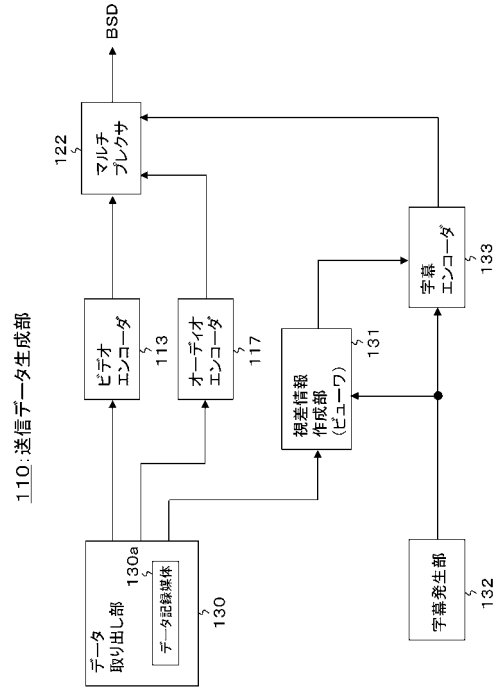 110:送信データ生成部
データ
取り出し部
130a
データ記録媒体
130
ビデオ
エンコーダ
113
オーディオ
エンコーダ
117
122
マルチ
プレクサ
BSD
視差情報
作成部
(ビューワ)
131
字幕発生部
132
字幕
エンコーダ
133